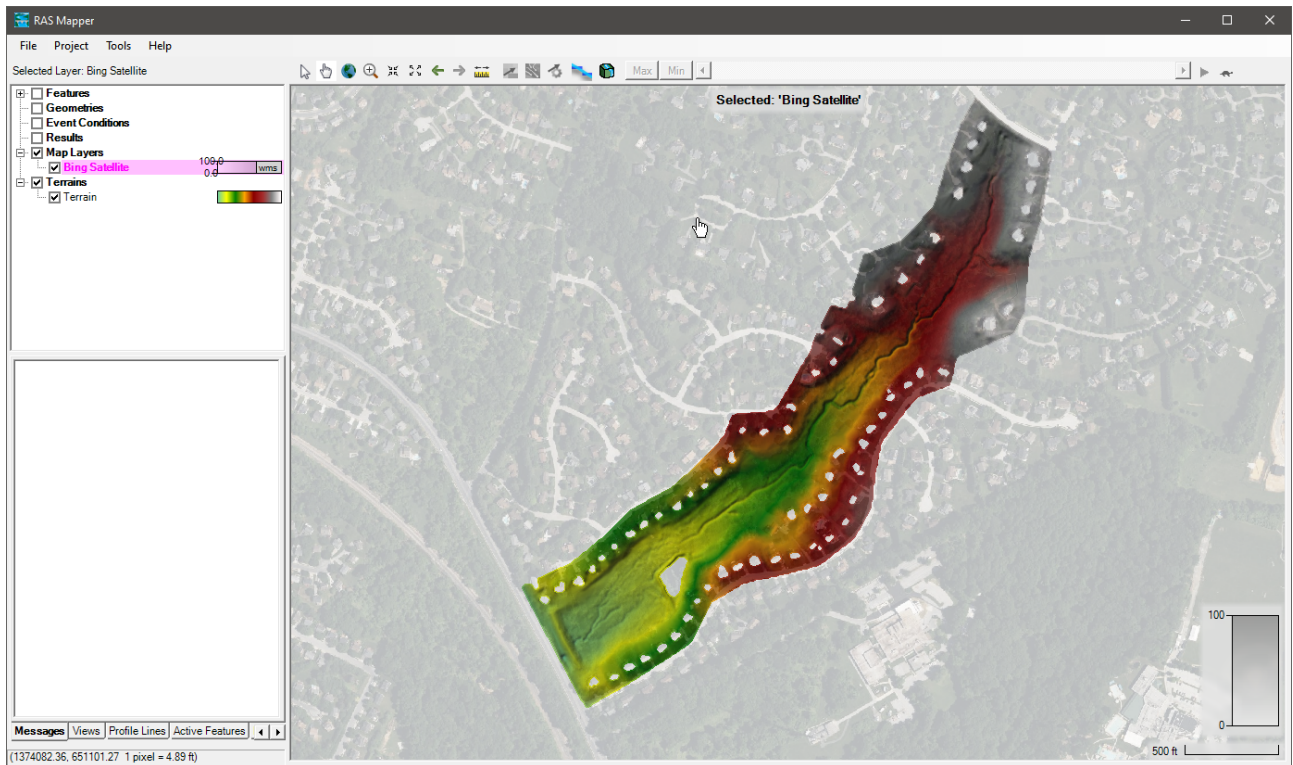 RAS Mapper
File Project Tools Help
Selected Layer: Bing Satellite
Max Min
Features
Geometries
Event Conditions
Results
Map Layers
Bing Satellite 100.0 0.0 wms
Terrains
Terrain
Selected: 'Bing Satellite'
100
0
500 ft
Messages Views Profile Lines Active Features
(1374082.36, 651101.27 1 pixel = 4.89 ft)